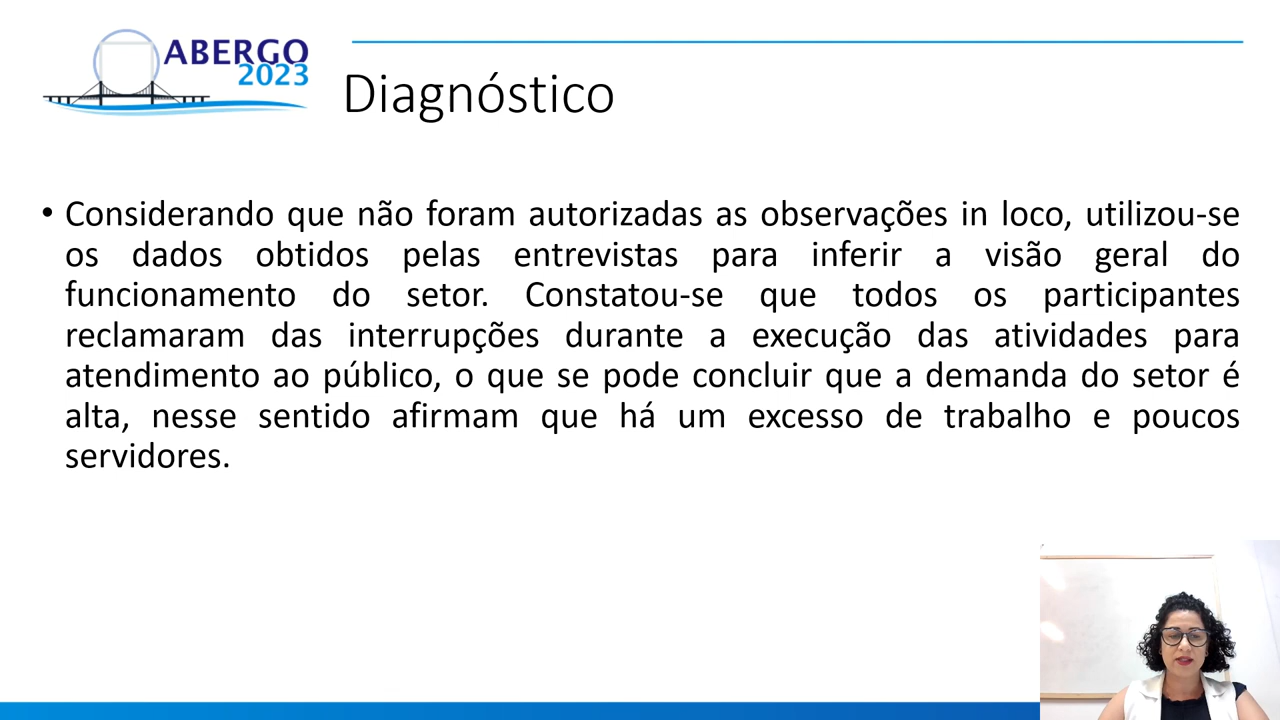 ABERGO
2023
Diagnóstico
• Considerando que não foram autorizadas as observações in loco, utilizou-se
os dados obtidos pelas entrevistas para inferir a visão geral do
funcionamento do setor. Constatou-se que todos os participantes
reclamaram das interrupções durante a execução das atividades para
atendimento ao público, o que se pode concluir que a demanda do setor é
alta, nesse sentido afirmam que há um excesso de trabalho e poucos
servidores.